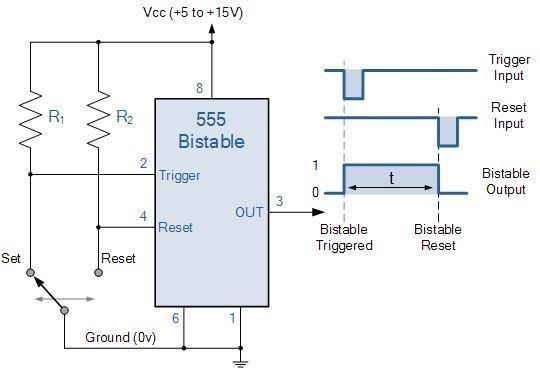 Vcc (+5 to +15V)
R1
R2
8
555
Bistable
2
Trigger
4
Reset
OUT
3
Set
Reset
6
1
Ground (0v)
Trigger
Input
Reset
Input
1
0
t
Bistable
Output
Bistable
Triggered
Bistable
Reset